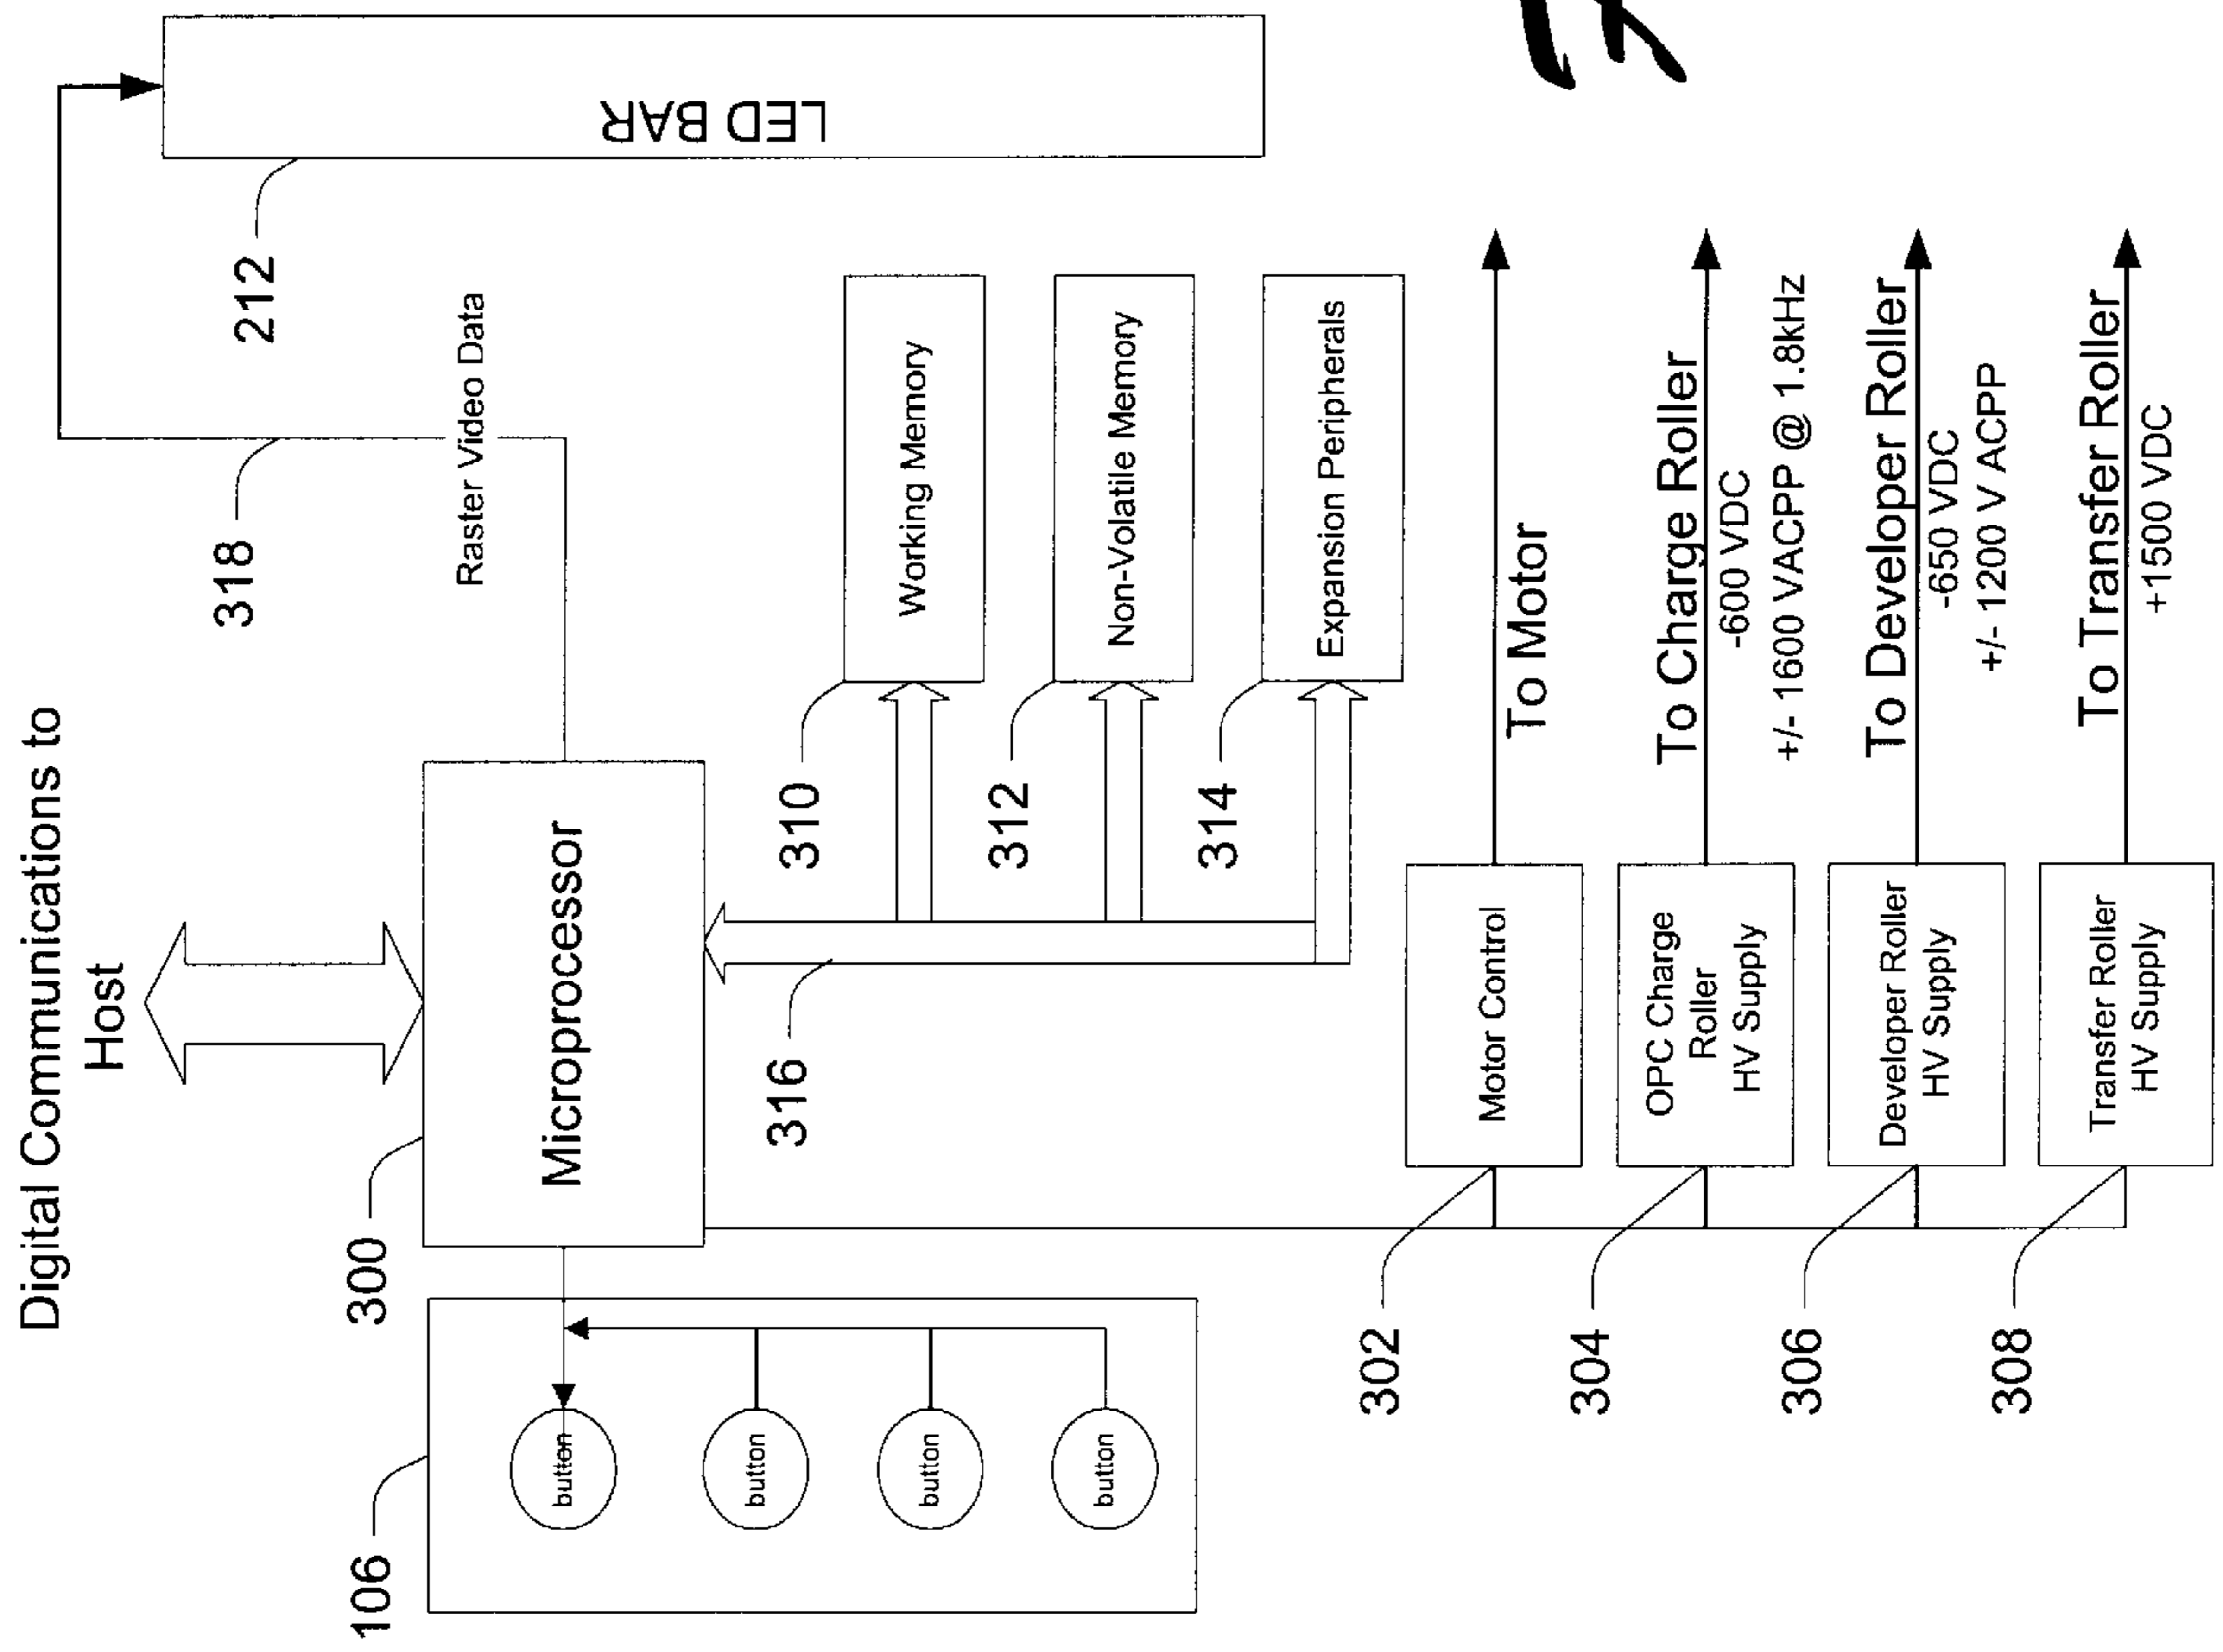 Digital Communications to
Host
106
button
button
button
button
300
Microprocessor
318
Raster Video Data
212
LED BAR
316
310
Working Memory
312
Non-Volatile Memory
314
Expansion Peripherals
302
Motor Control
To Motor
304
OPC Charge
Roller
HV Supply
To Charge Roller
-600 VDC
+/- 1600 VACPP @ 1.8kHz
306
Developer Roller
HV Supply
To Developer Roller
-650 VDC
+/- 1200 V ACPP
308
Transfer Roller
HV Supply
To Transfer Roller
+1500 VDC